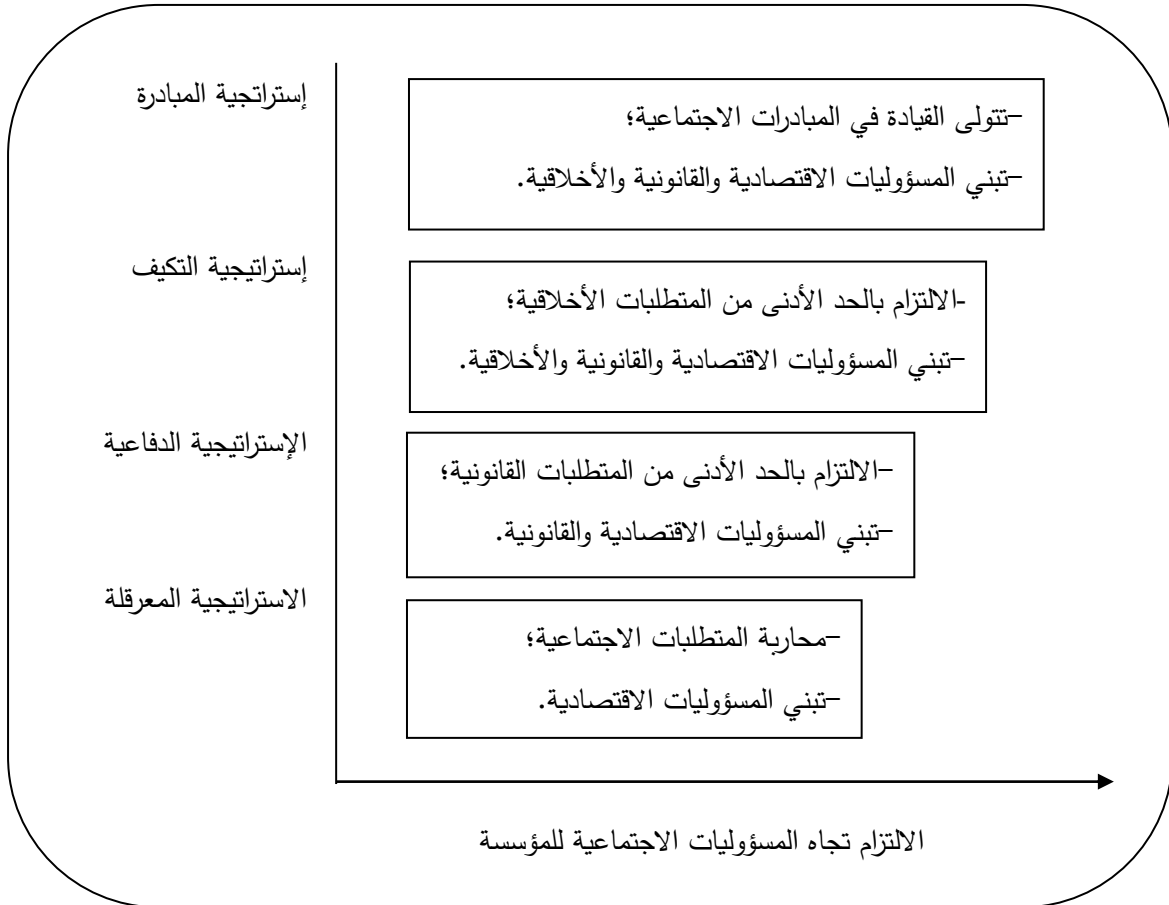 إستراتجية المبادرة
–تتولى القيادة في المبادرات الاجتماعية؛
–تبني المسؤوليات الاقتصادية والقانونية والأخلاقية.
إستراتيجية التكيف
-الالتزام بالحد الأدنى من المتطلبات الأخلاقية؛
–تبني المسؤوليات الاقتصادية والقانونية والأخلاقية.
الإستراتيجية الدفاعية
–الالتزام بالحد الأدنى من المتطلبات القانونية؛
–تبني المسؤوليات الاقتصادية والقانونية.
الاستراتيجية المعرقلة
–محاربة المتطلبات الاجتماعية؛
–تبني المسؤوليات الاقتصادية.
الالتزام تجاه المسؤوليات الاجتماعية للمؤسسة